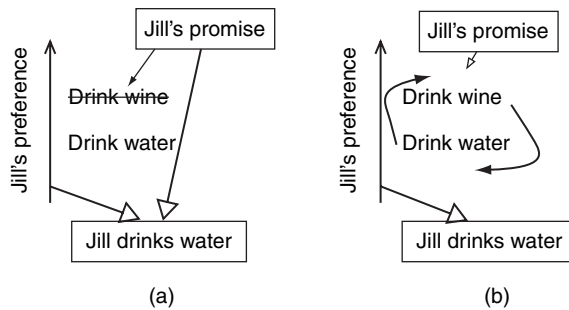 Jill's promise
Jill's preference
Drink wine
Drink water
Jill drinks water
(a)
Jill's promise
Jill's preference
Drink wine
Drink water
Jill drinks water
(b)